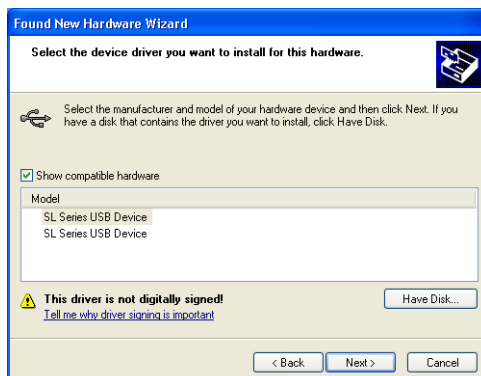 Found New Hardware Wizard
Select the device driver you want to install for this hardware.
Select the manufacturer and model of your hardware device and then click Next. If you
have a disk that contains the driver you want to install, click Have Disk.
Show compatible hardware
Model
SL Series USB Device
SL Series USB Device
This driver is not digitally signed!
Have Disk...
Tell me why driver signing is important
< Back
Next >
Cancel